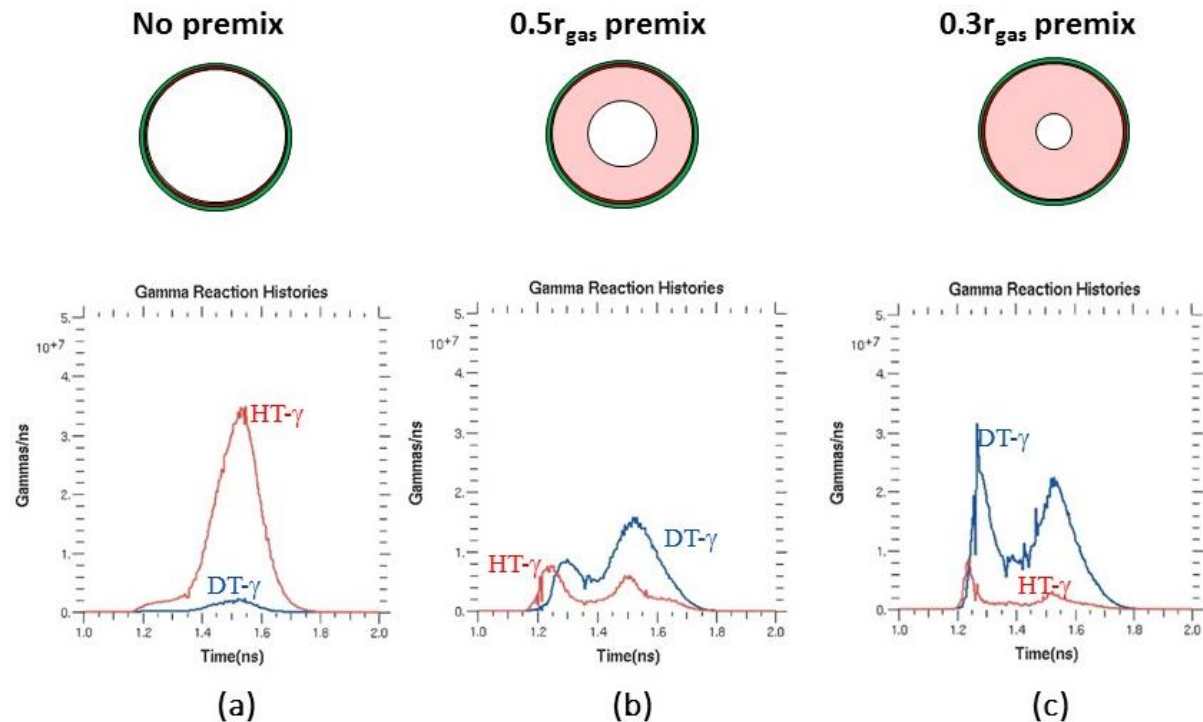 No premix
0.5r_gas premix
0.3r_gas premix
Gamma Reaction Histories
5.
10+7
4.
3.
2.
1.
0.
Gammas/ns
HT-γ
DT-γ
1.0 1.2 1.4 1.6 1.8 2.0
Time(ns)
(a)
Gamma Reaction Histories
5.
10+7
4.
3.
2.
1.
0.
Gammas/ns
HT-γ
DT-γ
1.0 1.2 1.4 1.6 1.8 2.0
Time(ns)
(b)
Gamma Reaction Histories
5.
10+7
4.
3.
2.
1.
0.
Gammas/ns
DT-γ
HT-γ
1.0 1.2 1.4 1.6 1.8 2.0
Time(ns)
(c)